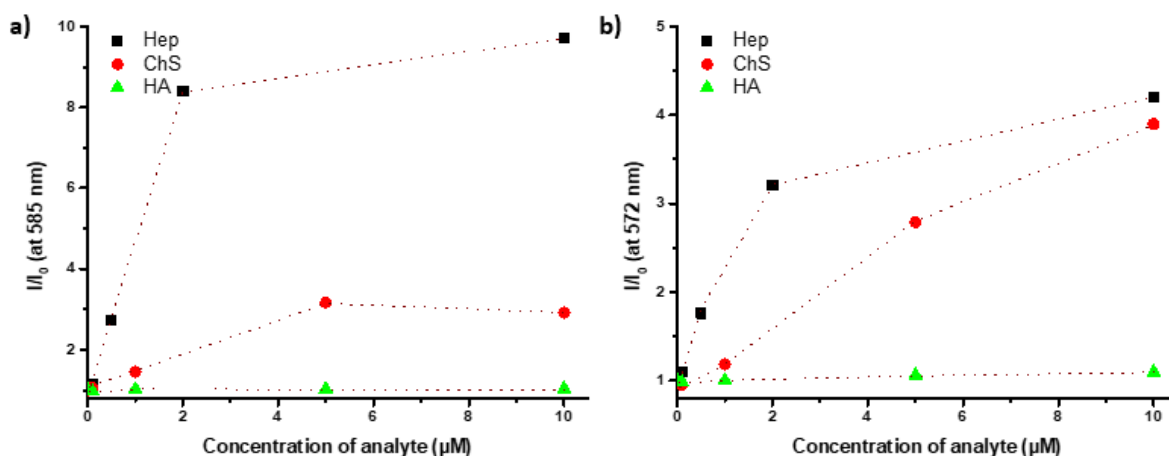 a)
Hep
ChS
HA
I/I₀ (at 585 nm)
10
8
6
4
2
0 2 4 6 8 10
Concentration of analyte (µM)
b)
Hep
ChS
HA
I/I₀ (at 572 nm)
5
4
3
2
1
0 2 4 6 8 10
Concentration of analyte (µM)